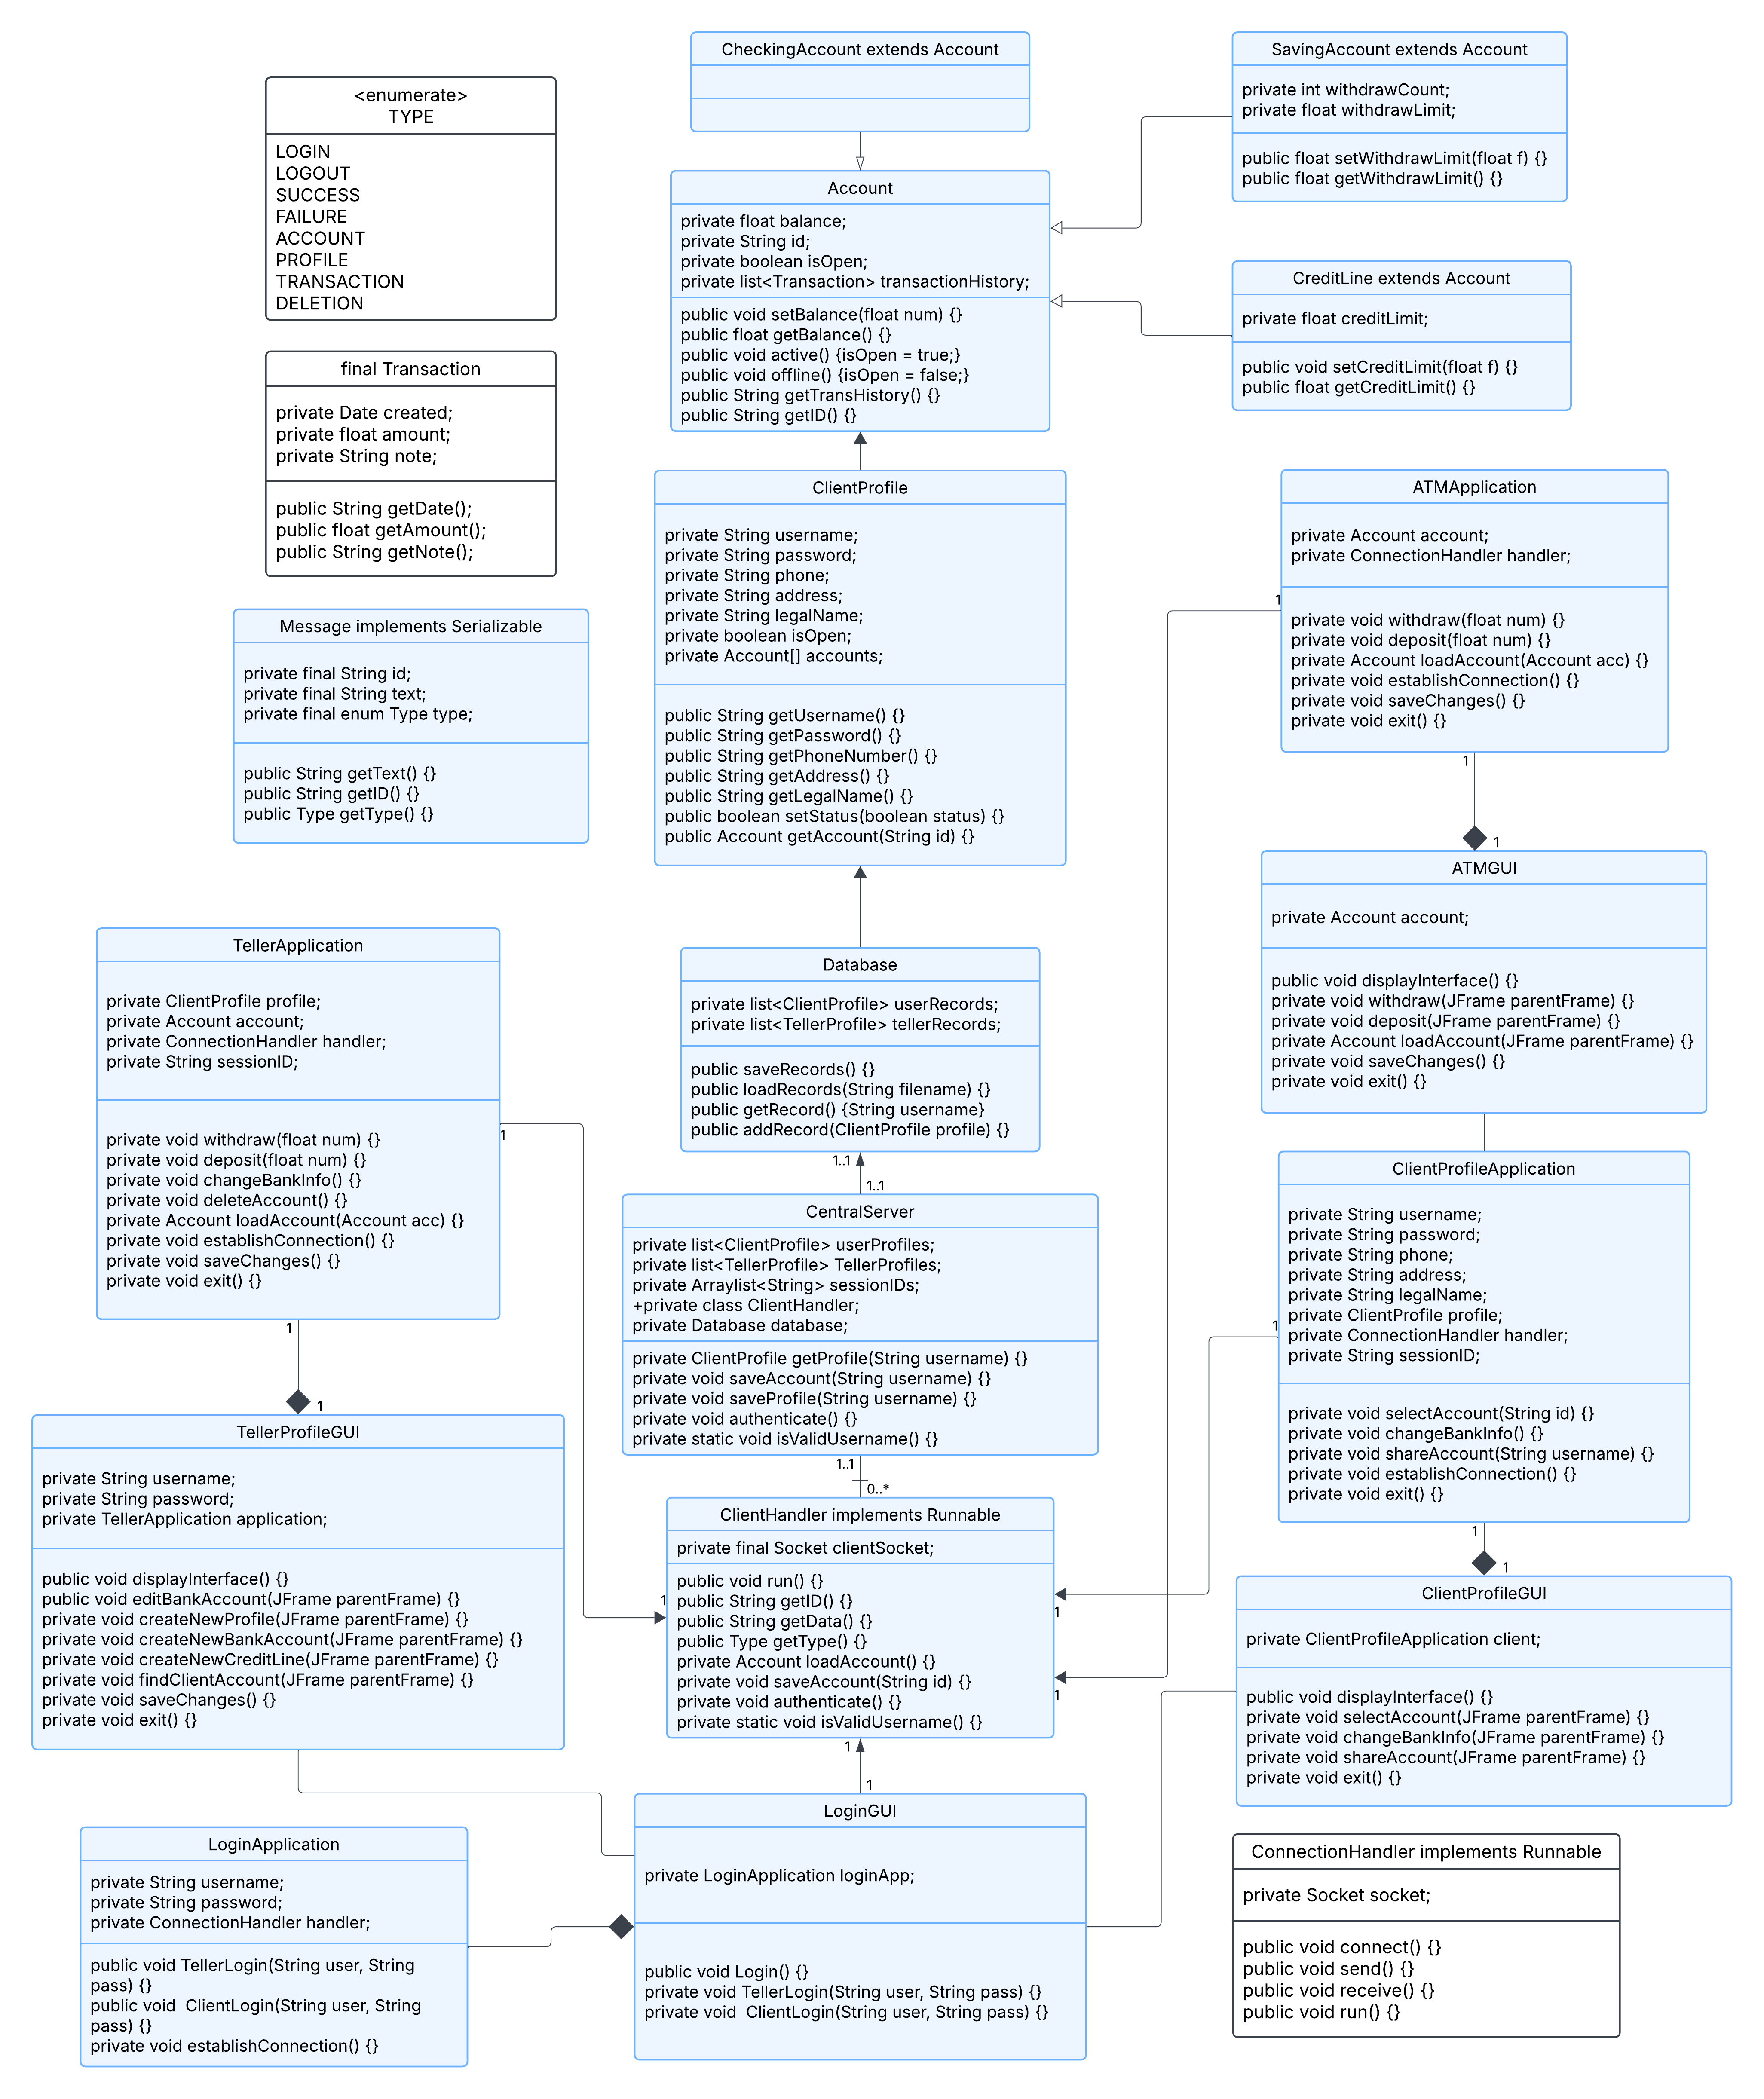 CheckingAccount extends Account
SavingAccount extends Account
private int withdrawCount;
private float withdrawLimit;
public float setWithdrawLimit(float f) {}
public float getWithdrawLimit() {}
<enumerate>
TYPE
LOGIN
LOGOUT
SUCCESS
FAILURE
ACCOUNT
PROFILE
TRANSACTION
DELETION
Account
private float balance;
private String id;
private boolean isOpen;
private list<Transaction> transactionHistory;
public void setBalance(float num) {}
public float getBalance() {}
public void active() {isOpen = true;}
public void offline() {isOpen = false;}
public String getTransHistory() {}
public String getID() {}
CreditLine extends Account
private float creditLimit;
public void setCreditLimit(float f) {}
public float getCreditLimit() {}
final Transaction
private Date created;
private float amount;
private String note;
public String getDate();
public float getAmount();
public String getNote();
ClientProfile
private String username;
private String password;
private String phone;
private String address;
private String legalName;
private boolean isOpen;
private Account[] accounts;
public String getUsername() {}
public String getPassword() {}
public String getPhoneNumber() {}
public String getAddress() {}
public String getLegalName() {}
public boolean setStatus(boolean status) {}
public Account getAccount(String id) {}
ATMApplication
private Account account;
private ConnectionHandler handler;
1
private void withdraw(float num) {}
private void deposit(float num) {}
private Account loadAccount(Account acc) {}
private void establishConnection() {}
private void saveChanges() {}
private void exit() {}
1
1
Message implements Serializable
private final String id;
private final String text;
private final enum Type type;
public String getText() {}
public String getID() {}
public Type getType() {}
ATMGUI
private Account account;
public void displayInterface() {}
private void withdraw(JFrame parentFrame) {}
private void deposit(JFrame parentFrame) {}
private Account loadAccount(JFrame parentFrame) {}
private void saveChanges() {}
private void exit() {}
TellerApplication
private ClientProfile profile;
private Account account;
private ConnectionHandler handler;
private String sessionID;
1
private void withdraw(float num) {}
private void deposit(float num) {}
private void changeBankInfo() {}
private void deleteAccount() {}
private Account loadAccount(Account acc) {}
private void establishConnection() {}
private void saveChanges() {}
private void exit() {}
1
1
Database
private list<ClientProfile> userRecords;
private list<TellerProfile> tellerRecords;
public saveRecords() {}
public loadRecords(String filename) {}
public getRecord() {String username}
public addRecord(ClientProfile profile) {}
1..1
1..1
CentralServer
private list<ClientProfile> userProfiles;
private list<TellerProfile> TellerProfiles;
private Arraylist<String> sessionIDs;
+private class ClientHandler;
private Database database;
private ClientProfile getProfile(String username) {}
private void saveAccount(String username) {}
private void saveProfile(String username) {}
private void authenticate() {}
private static void isValidUsername() {}
1..1
0..*
ClientProfileApplication
private String username;
private String password;
private String phone;
private String address;
private String legalName;
private ClientProfile profile;
1
private ConnectionHandler handler;
private String sessionID;
private void selectAccount(String id) {}
private void changeBankInfo() {}
private void shareAccount(String username) {}
private void establishConnection() {}
private void exit() {}
1
1
TellerProfileGUI
private String username;
private String password;
private TellerApplication application;
public void displayInterface() {}
public void editBankAccount(JFrame parentFrame) {}
private void createNewProfile(JFrame parentFrame) {}
private void createNewBankAccount(JFrame parentFrame) {}
private void createNewCreditLine(JFrame parentFrame) {}
private void findClientAccount(JFrame parentFrame) {}
private void saveChanges() {}
private void exit() {}
ClientHandler implements Runnable
private final Socket clientSocket;
public void run() {}
public String getID() {}
public String getData() {}
public Type getType() {}
private Account loadAccount() {}
private void saveAccount(String id) {}
private void authenticate() {}
private static void isValidUsername() {}
1
1
1
1
1
ClientProfileGUI
private ClientProfileApplication client;
public void displayInterface() {}
private void selectAccount(JFrame parentFrame) {}
private void changeBankInfo(JFrame parentFrame) {}
private void shareAccount(JFrame parentFrame) {}
private void exit() {}
LoginApplication
private String username;
private String password;
private ConnectionHandler handler;
public void TellerLogin(String user, String
pass) {}
public void  ClientLogin(String user, String
pass) {}
private void establishConnection() {}
LoginGUI
private LoginApplication loginApp;
public void Login() {}
private void TellerLogin(String user, String pass) {}
private void  ClientLogin(String user, String pass) {}
ConnectionHandler implements Runnable
private Socket socket;
public void connect() {}
public void send() {}
public void receive() {}
public void run() {}